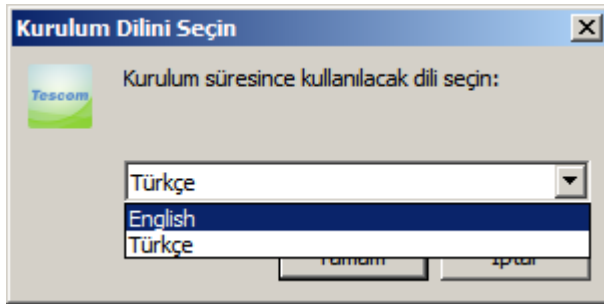 Kurulum Dilini Seçin
Tescom
Kurulum süresince kullanılacak dili seçin:
Türkçe
English
Türkçe